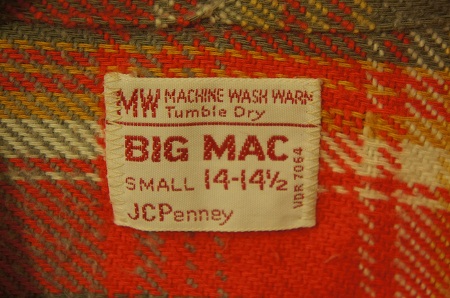 MW MACHINE WASH WARM
Tumble Dry
BIG MAC
SMALL 14-14½
JCPenney
VDR 7064